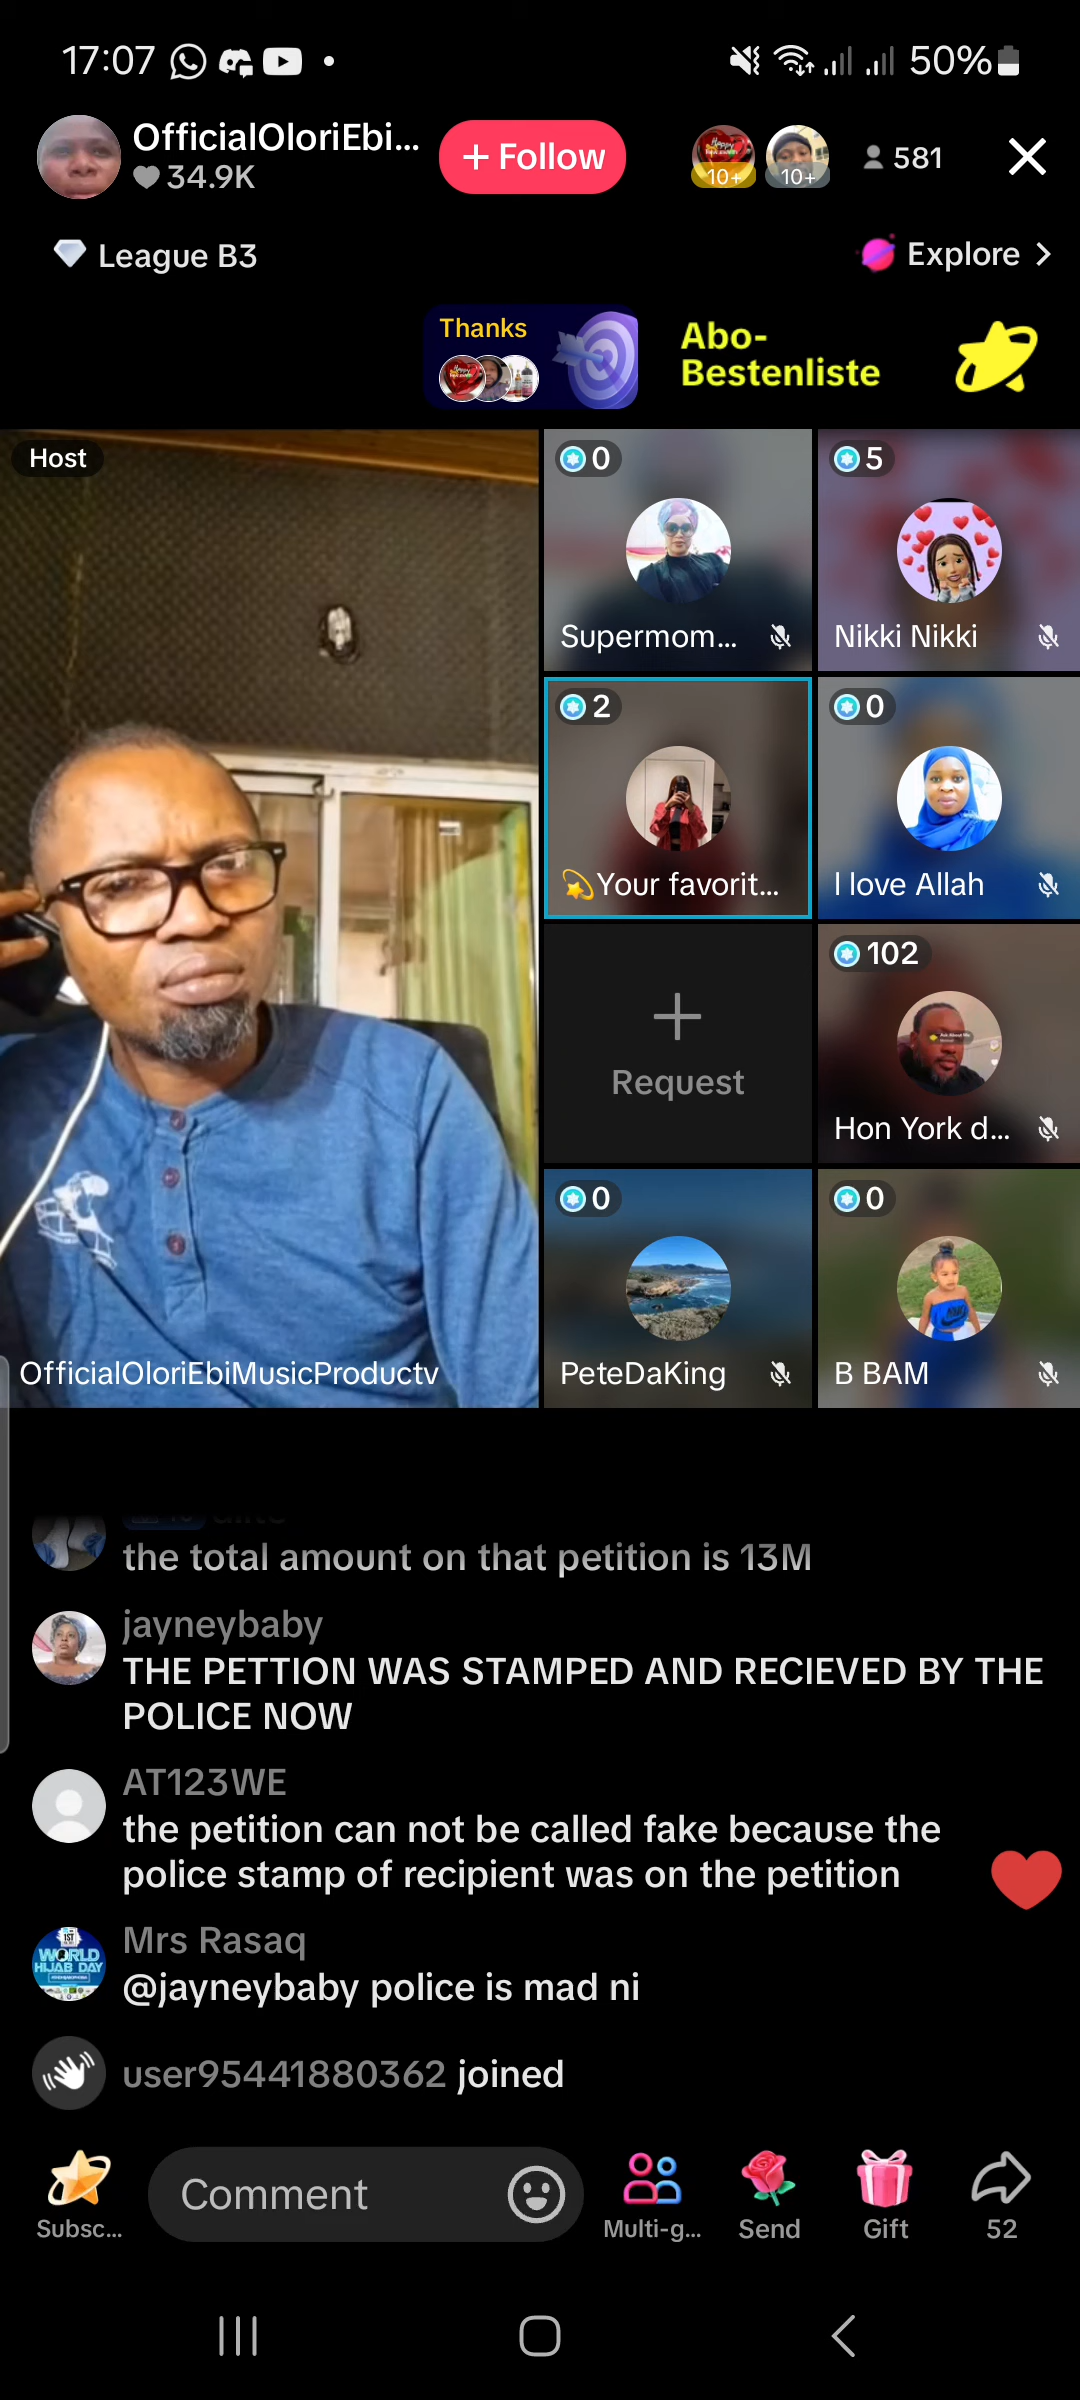 17:07
50%
OfficialOloriEbi...
34.9K
+ Follow
10+
10+
581
League B3
Explore >
Thanks
Abo-
Bestenliste
Host
0
Supermom...
5
Nikki Nikki
2
💫Your favorit...
0
I love Allah
Request
102
Hon York d...
0
PeteDaKing
0
B BAM
OfficialOloriEbiMusicProductv
the total amount on that petition is 13M
jayneybaby
THE PETTION WAS STAMPED AND RECIEVED BY THE
POLICE NOW
AT123WE
the petition can not be called fake because the
police stamp of recipient was on the petition
1ST
WORLD
HIJAB DAY
Mrs Rasaq
@jayneybaby police is mad ni
user95441880362 joined
Subsc...
Comment
Multi-g...
Send
Gift
52